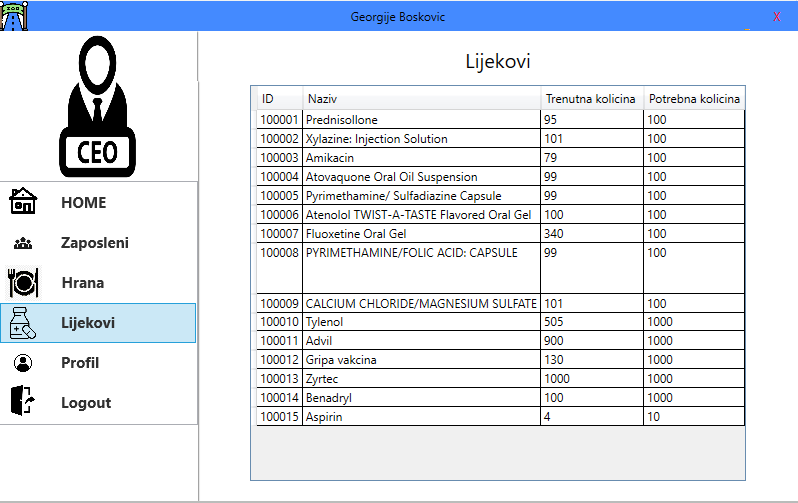 ZOO
Georgije Boskovic
X
CEO
HOME
Zaposleni
Hrana
Lijekovi
Profil
Logout
Lijekovi
ID Naziv Trenutna kolicina Potrebna kolicina
100001 Prednisollone 95 100
100002 Xylazine: Injection Solution 101 100
100003 Amikacin 79 100
100004 Atovaquone Oral Oil Suspension 99 100
100005 Pyrimethamine/ Sulfadiazine Capsule 99 100
100006 Atenolol TWIST-A-TASTE Flavored Oral Gel 100 100
100007 Fluoxetine Oral Gel 340 100
100008 PYRIMETHAMINE/FOLIC ACID: CAPSULE 99 100
100009 CALCIUM CHLORIDE/MAGNESIUM SULFATE 101 100
100010 Tylenol 505 1000
100011 Advil 900 1000
100012 Gripa vakcina 130 1000
100013 Zyrtec 1000 1000
100014 Benadryl 100 1000
100015 Aspirin 4 10